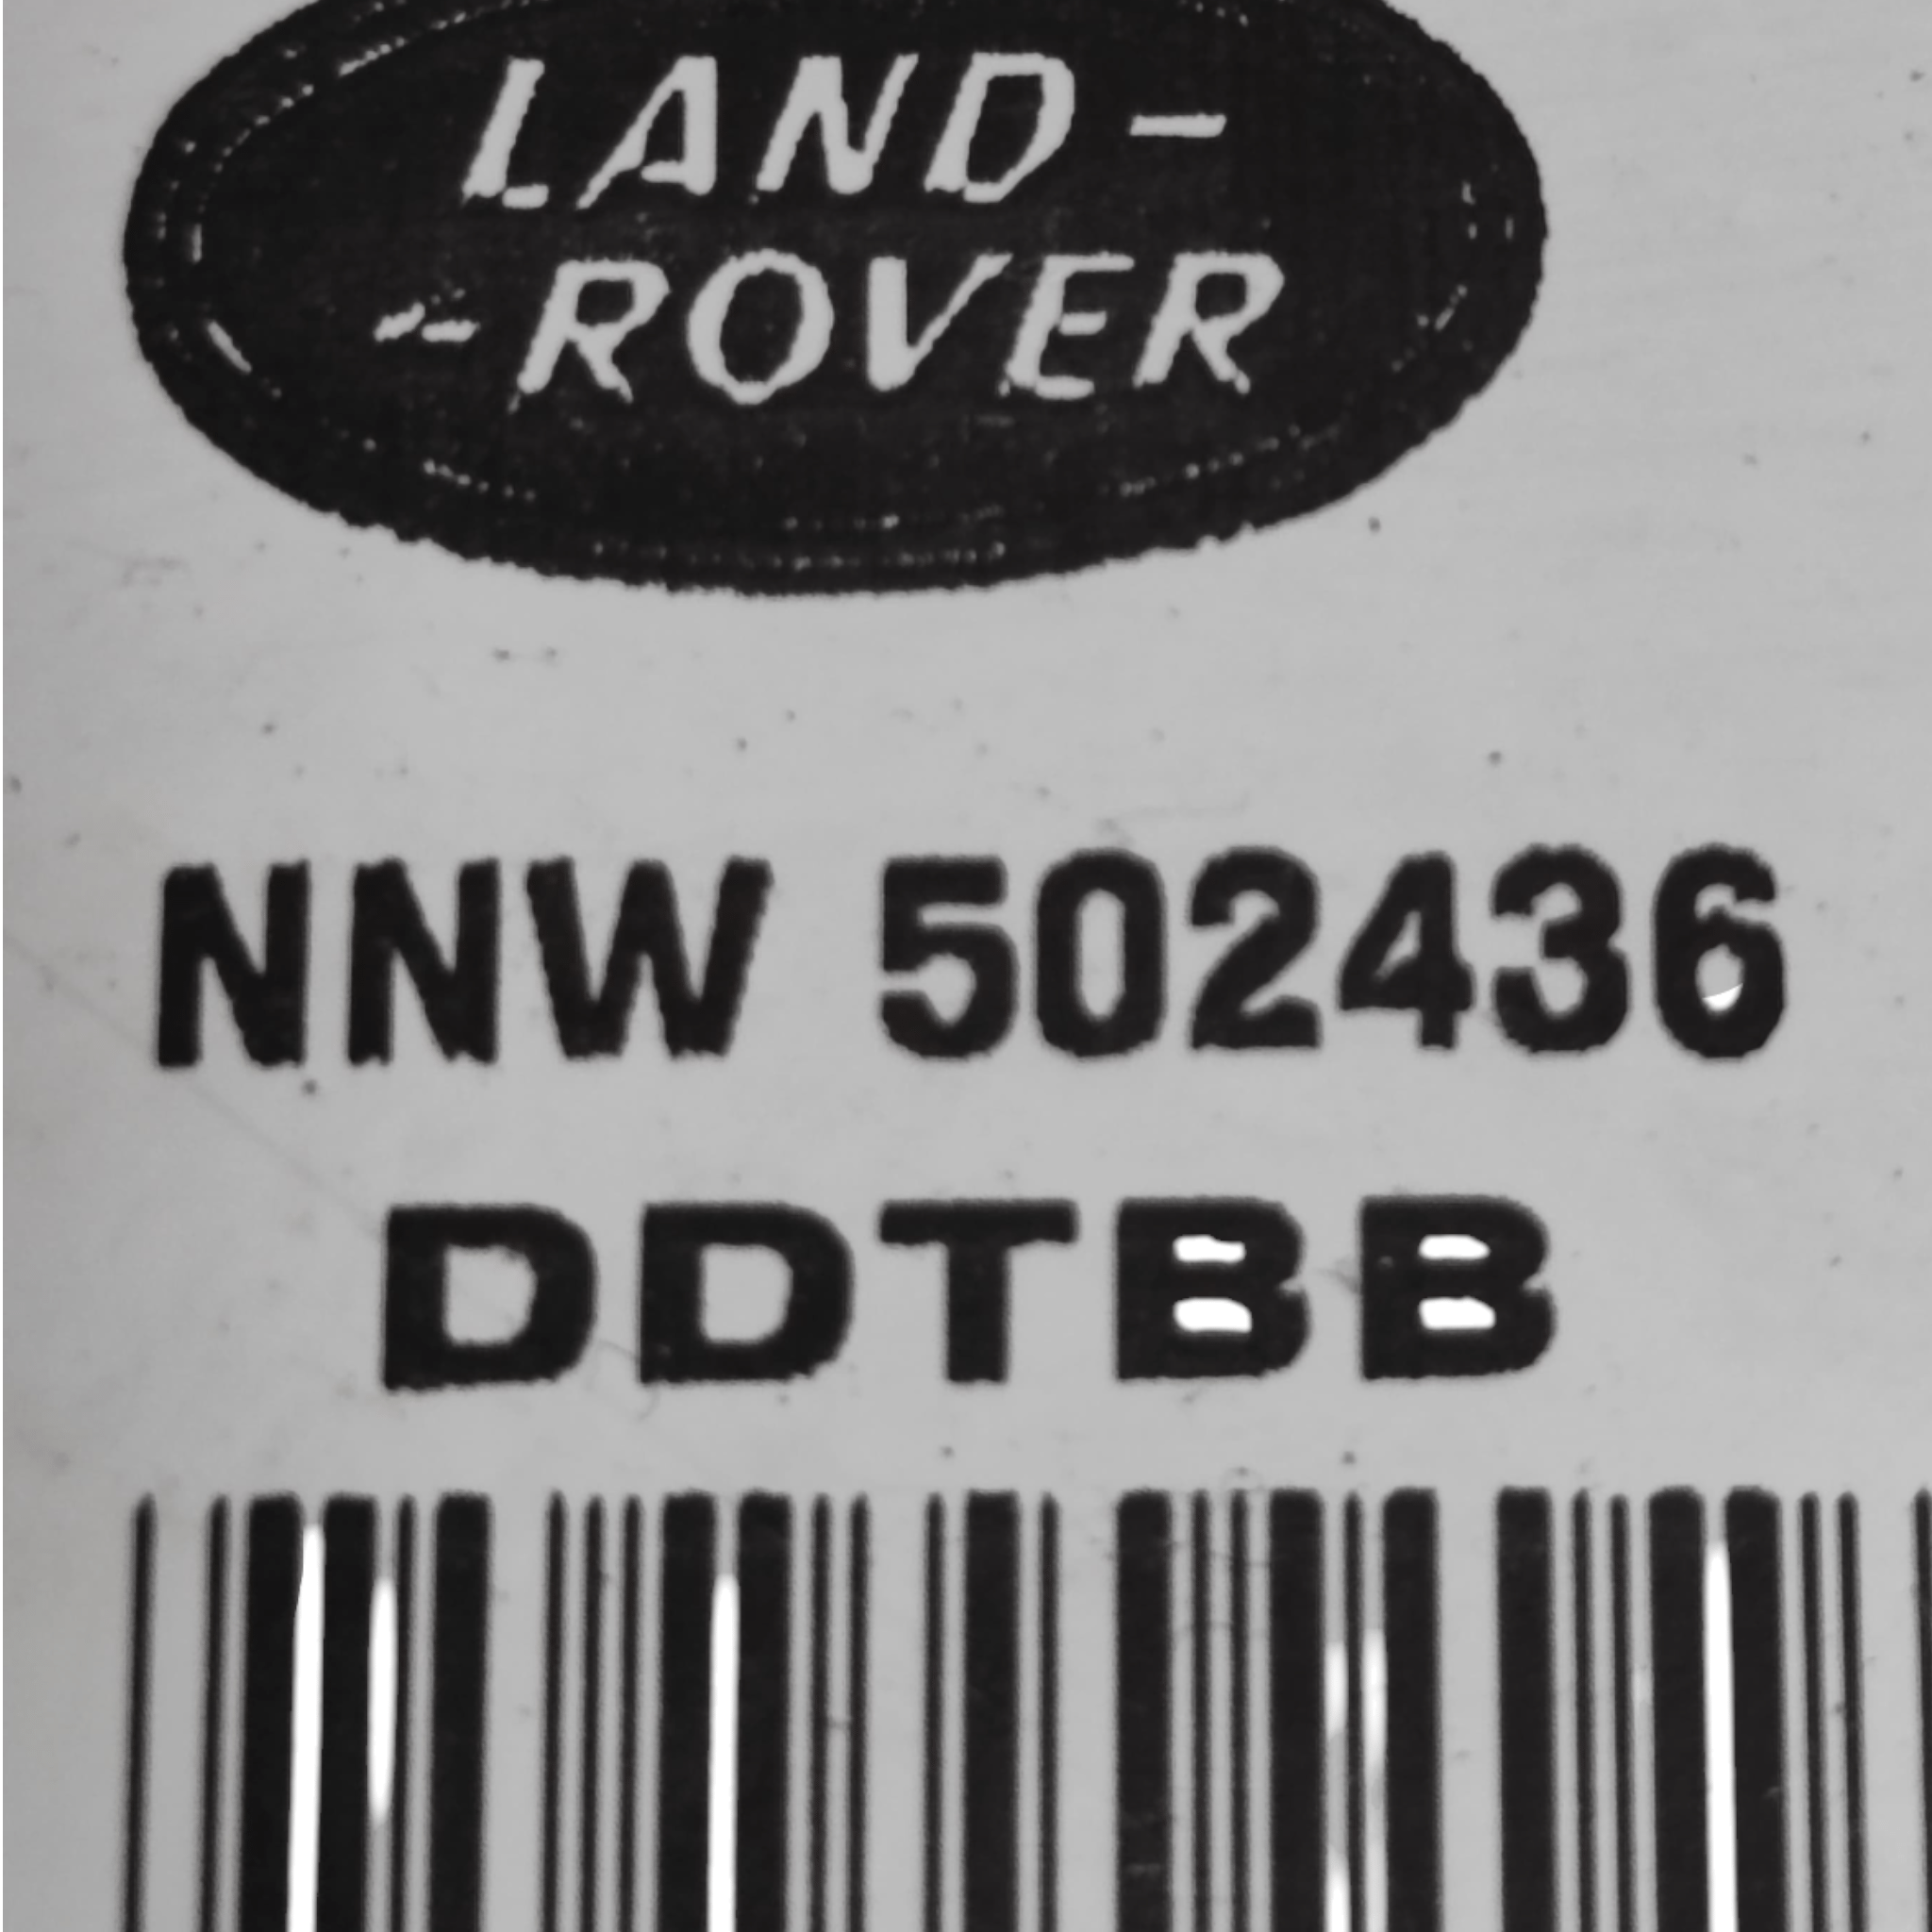 LAND-
-ROVER
NNW 502436
DDTBB